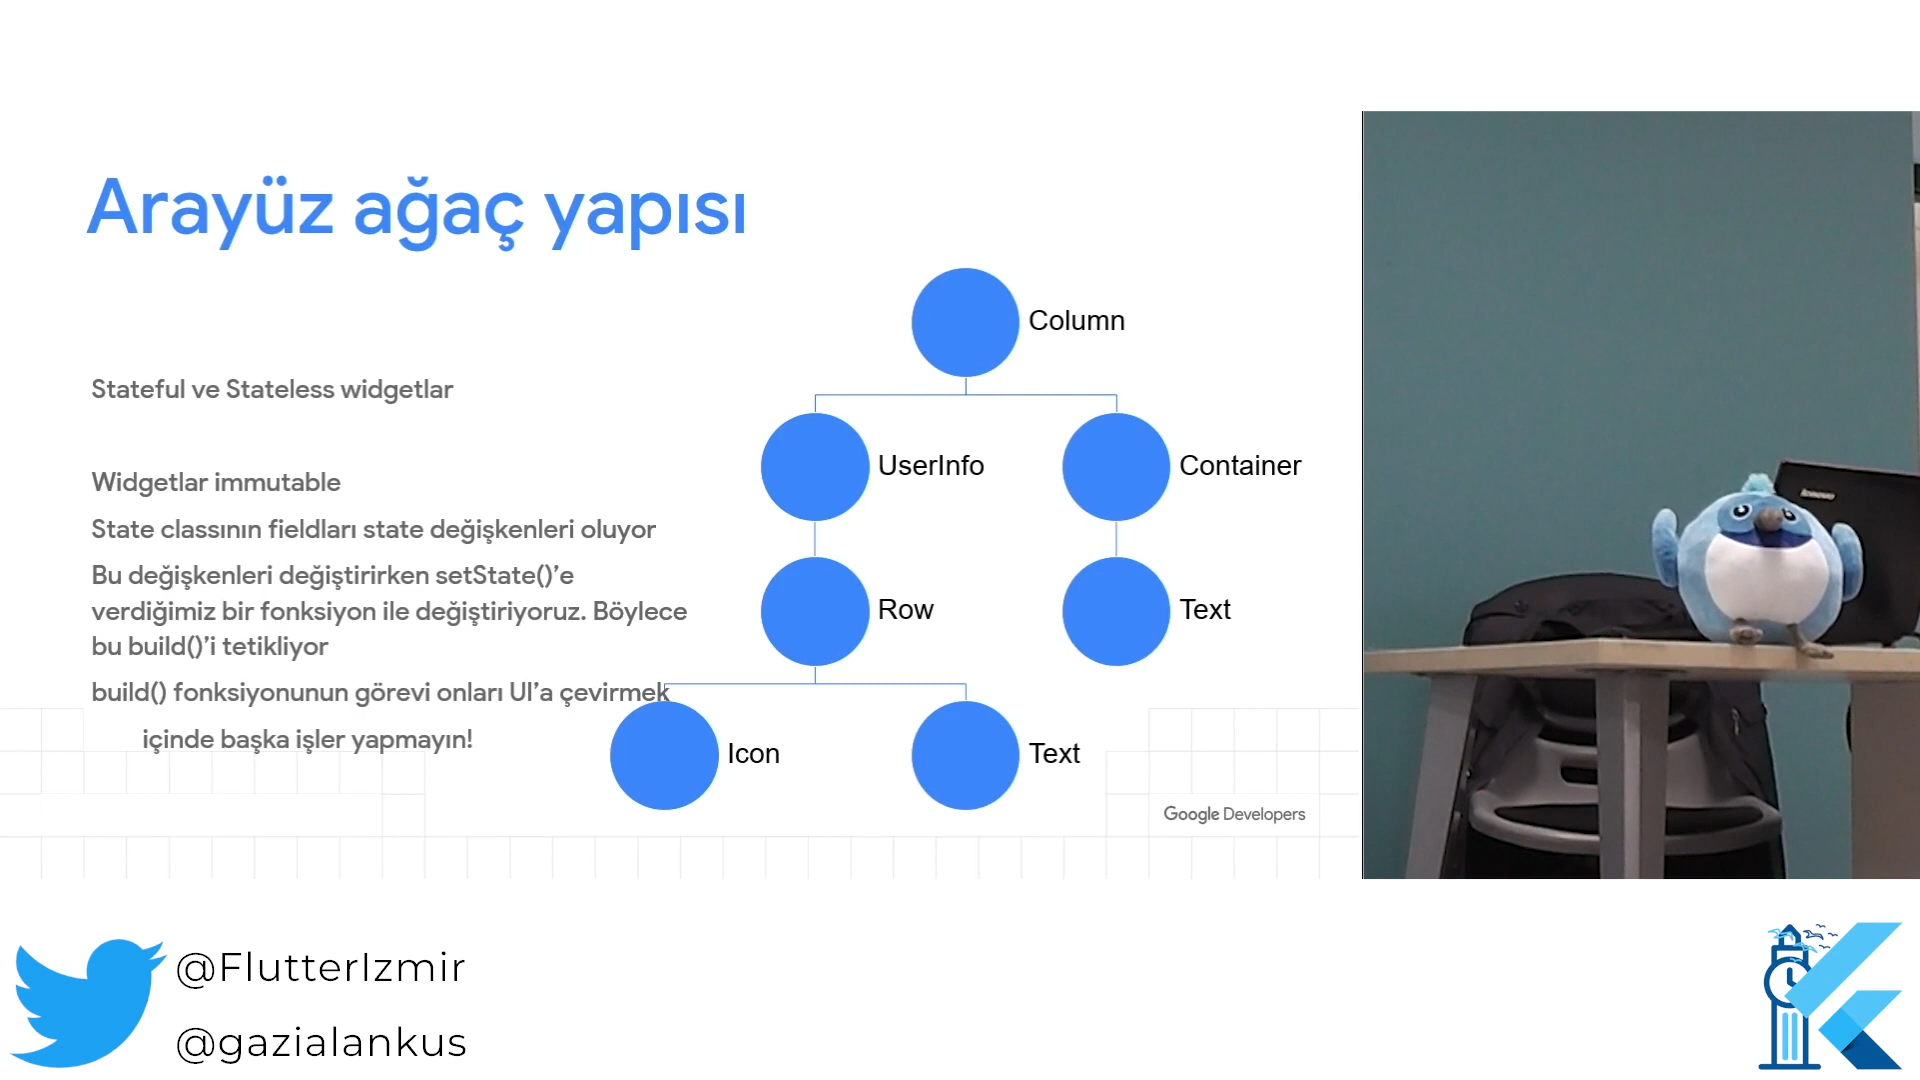 Arayüz ağaç yapısı
Stateful ve Stateless widgetlar
Widgetlar immutable
State classının fieldları state değişkenleri oluyor
Bu değişkenleri değiştirirken setState()’e
verdiğimiz bir fonksiyon ile değiştiriyoruz. Böylece
bu build()’i tetikliyor
build() fonksiyonunun görevi onları UI’a çevirmek
içinde başka işler yapmayın!
Column
UserInfo
Container
Row
Text
Icon
Text
Google Developers
lenovo
@FlutterIzmir
@gazialankus